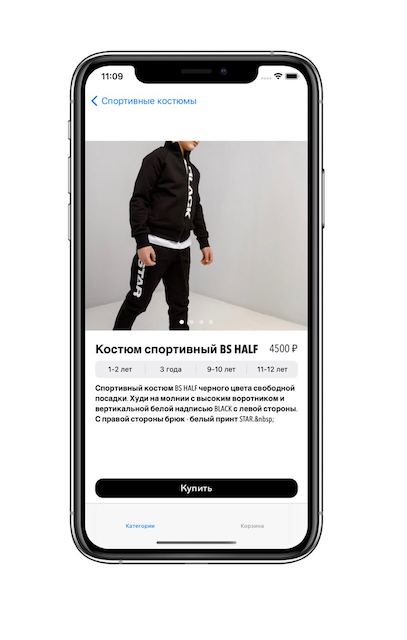 11:09
Спортивные костюмы
BLACK
STAR
Костюм спортивный BS HALF 4500 ₽
1-2 лет 3 года 9-10 лет 11-12 лет
Спортивный костюм BS HALF черного цвета свободной
посадки. Худи на молнии с высоким воротником и
вертикальной белой надписью BLACK с левой стороны.
С правой стороны брюк - белый принт STAR.&nbsp;
Купить
Категории Корзина